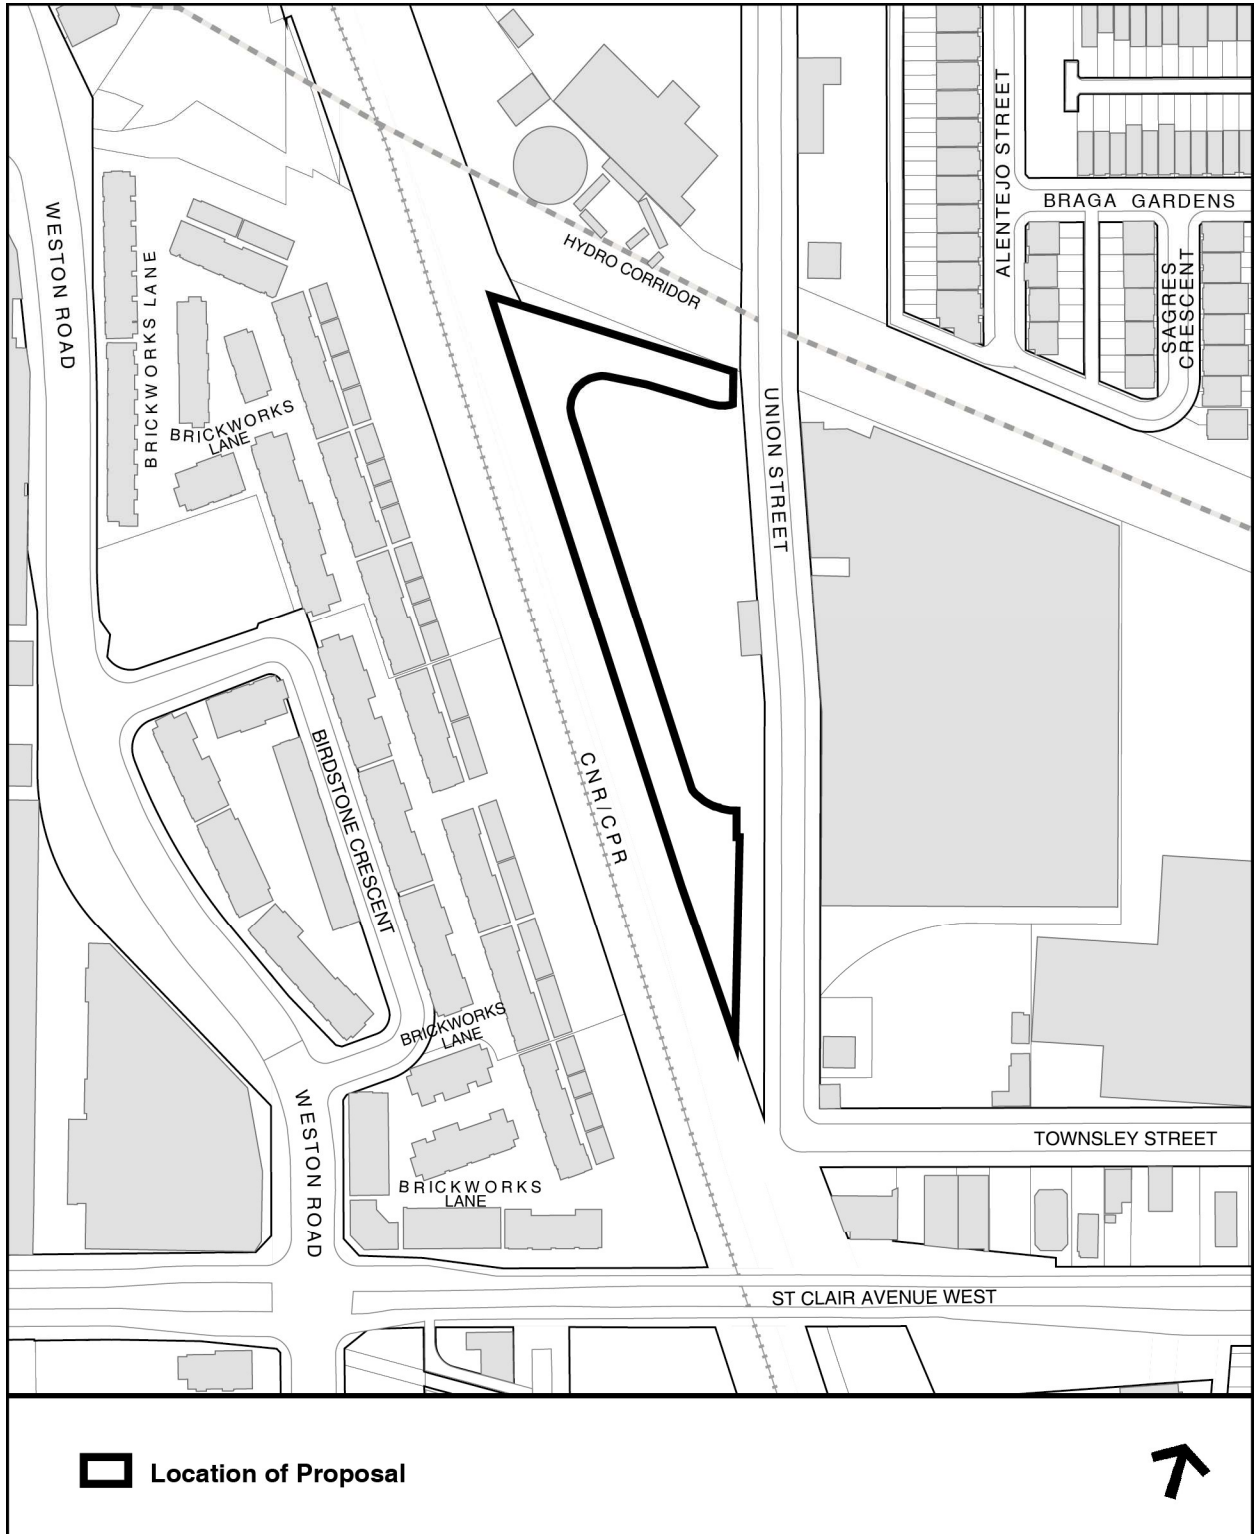 ALENTEJO STREET
BRAGA GARDENS
WESTON ROAD
BRICKWORKS LANE
HYDRO CORRIDOR
SAGRES
CRESCENT
BRICKWORKS
LANE
UNION STREET
BIRDSTONE CRESCENT
CNR/CPR
BRICKWORKS
LANE
WESTON ROAD
TOWNSLEY STREET
BRICKWORKS
LANE
ST CLAIR AVENUE WEST
Location of Proposal